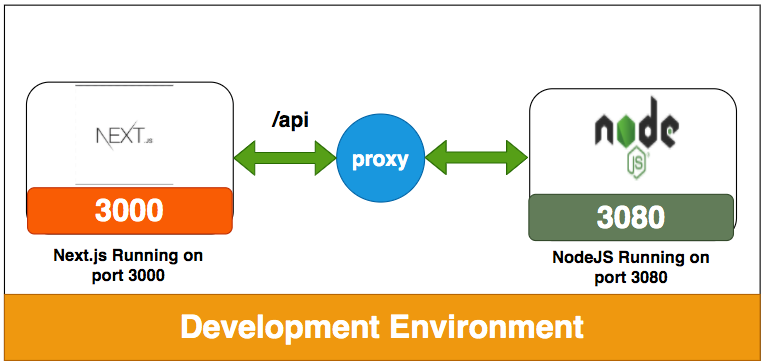 NEXT.JS
3000
Next.js Running on
port 3000
/api
proxy
node
JS
3080
NodeJS Running on
port 3080
Development Environment